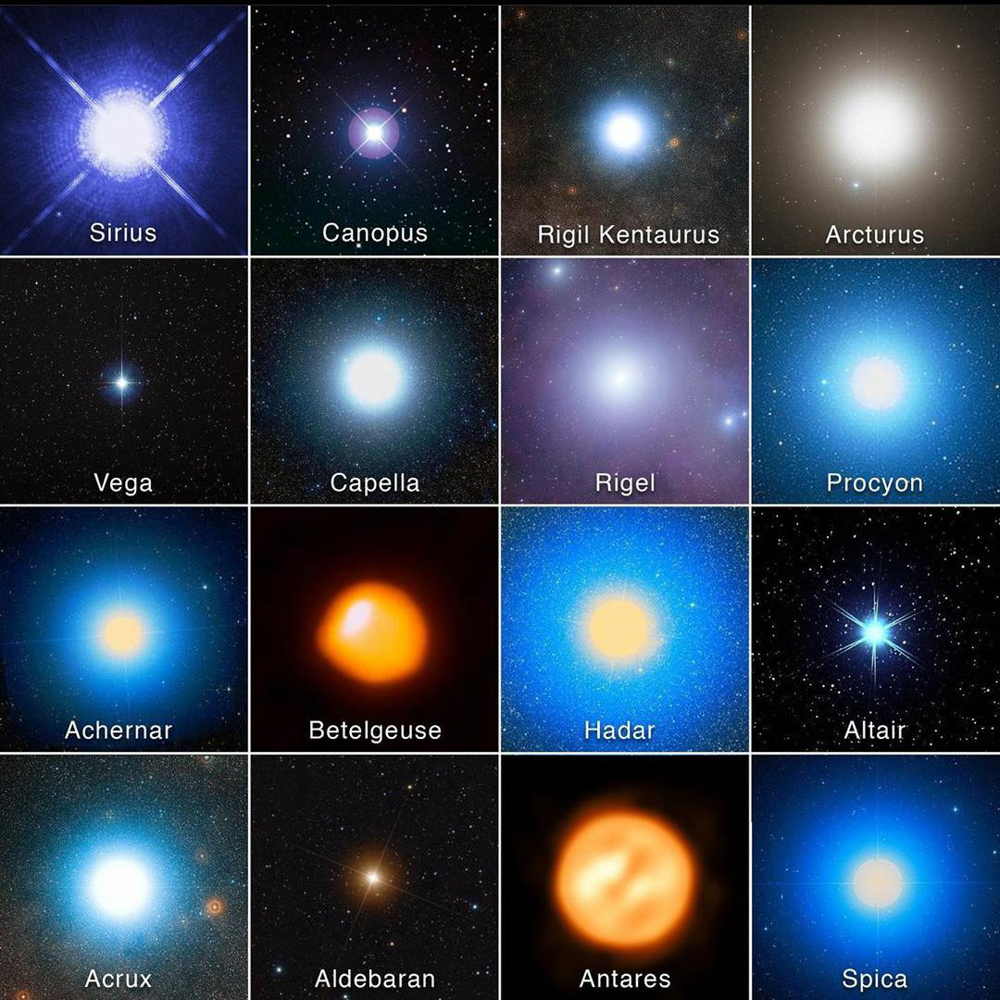 Sirius
Canopus
Rigil Kentaurus
Arcturus
Vega
Capella
Rigel
Procyon
Achernar
Betelgeuse
Hadar
Altair
Acrux
Aldebaran
Antares
Spica